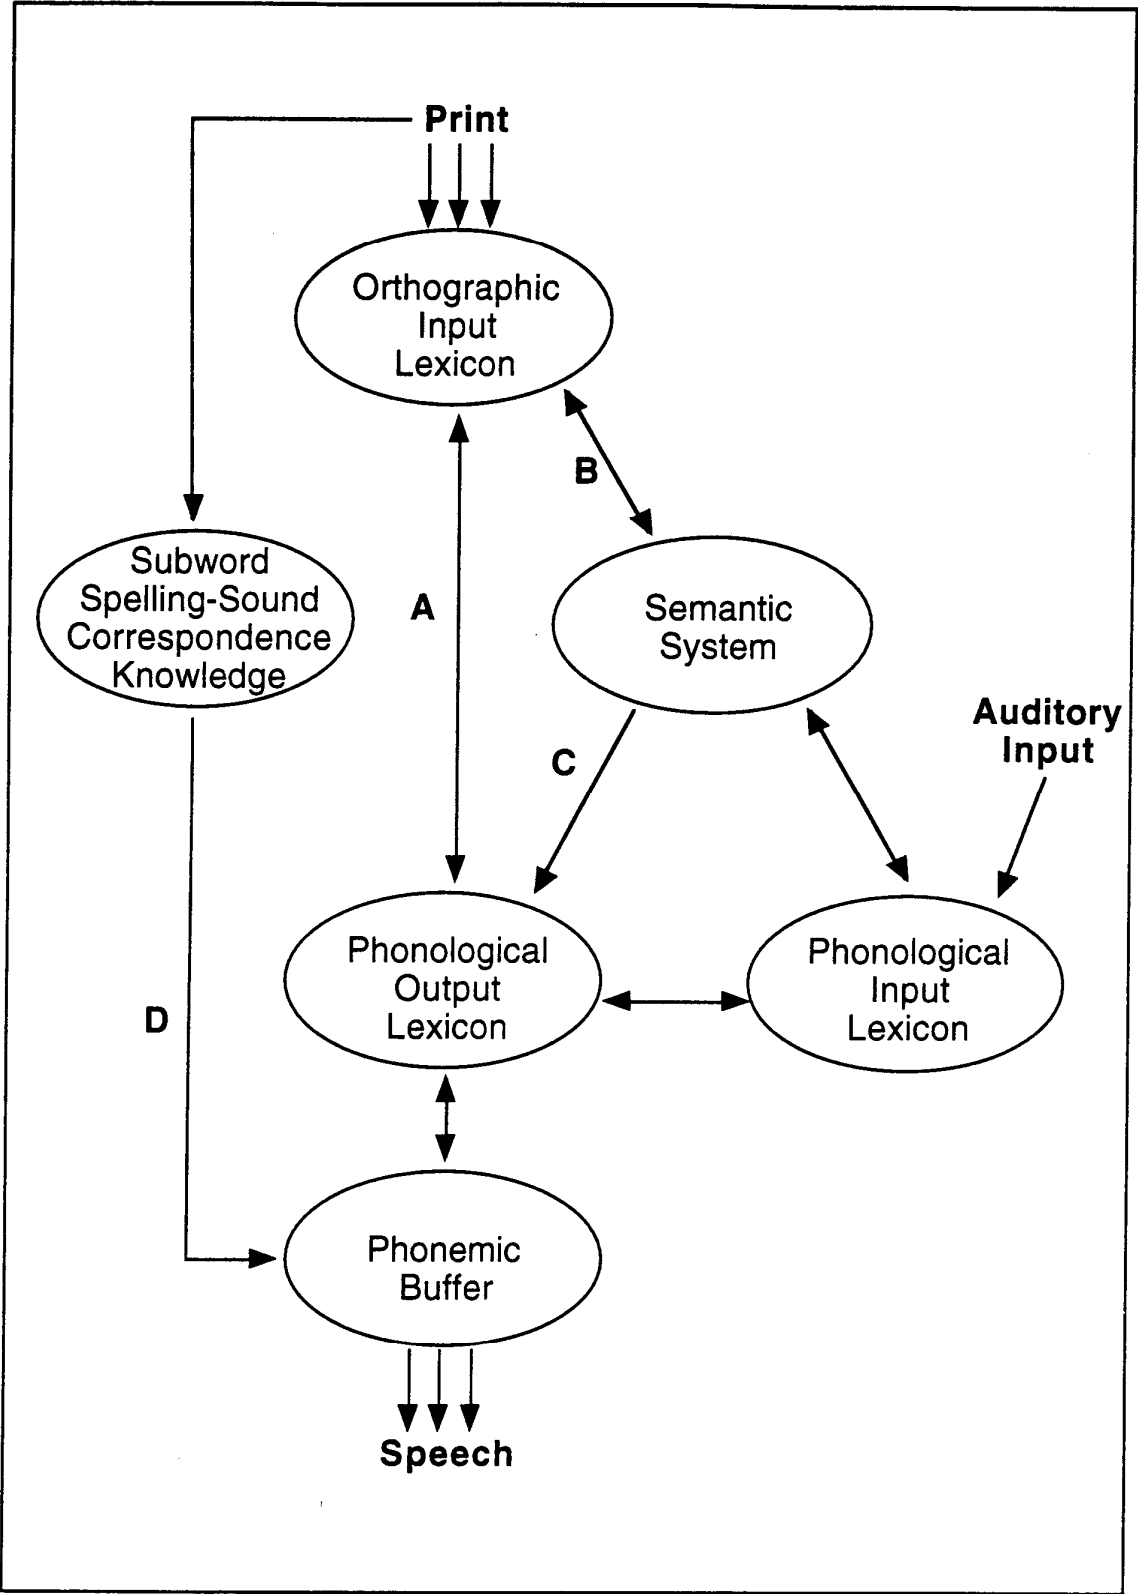 Print
Orthographic
Input
Lexicon
B
Subword
Spelling-Sound
Correspondence
Knowledge
A
Semantic
System
Auditory
Input
C
Phonological
Output
Lexicon
Phonological
Input
Lexicon
D
Phonemic
Buffer
Speech